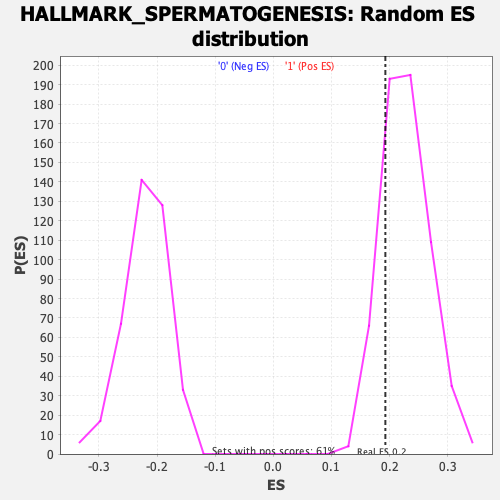 HALLMARK_SPERMATOGENESIS: Random ES
distribution
'0' (Neg ES) '1' (Pos ES)
200
190
180
170
160
150
140
130
120
110
100
90
80
70
60
50
40
30
20
10
0
P(ES)
Sets with pos scores: 61%
Real ES 0.2
-0.3 -0.2 -0.1 0.0 0.1 0.2 0.3
ES